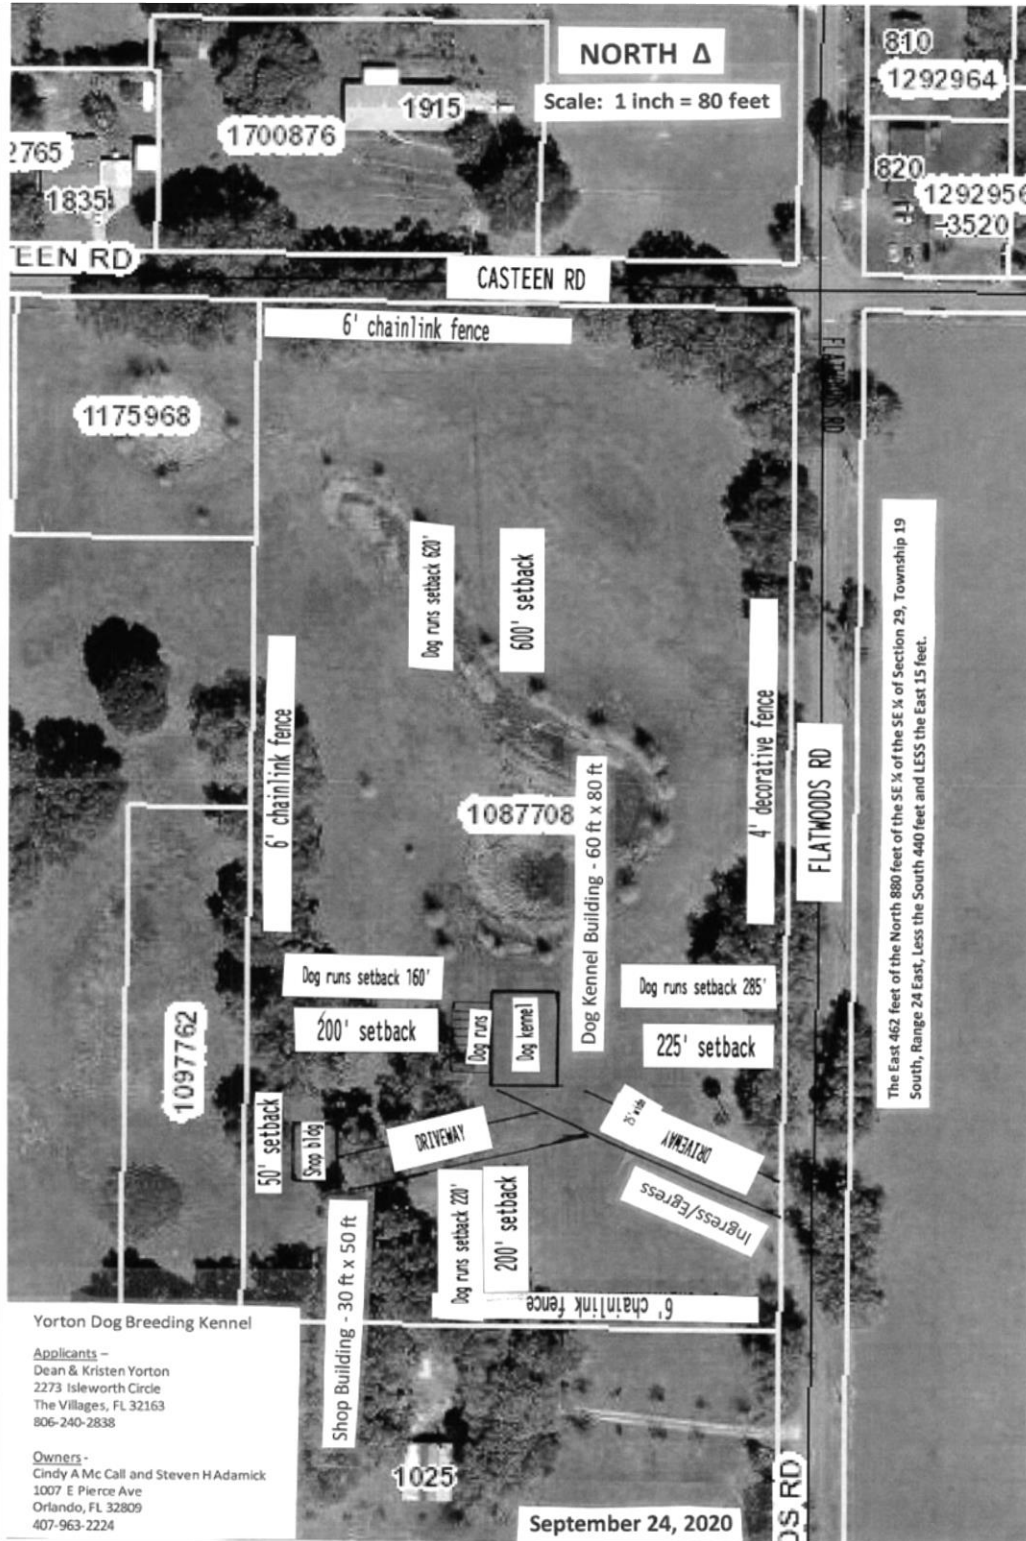 NORTH Δ
Scale: 1 inch = 80 feet
810
1292964
820
1292956
-3520
1915
1700876
2765
1835
TEEN RD
CASTEEN RD
FLATWOODS RD
6' chainlink fence
1175968
Dog runs setback 620'
600' setback
6' chainlink fence
4' decorative fence
FLATWOODS RD
1087708
Dog Kennel Building - 60 ft x 80 ft
The East 462 feet of the North 880 feet of the SE ¼ of the SE ¼ of Section 29, Township 19
South, Range 24 East, Less the South 440 feet and LESS the East 15 feet.
Dog runs setback 160'
Dog runs setback 285'
200' setback
Dog runs
Dog kennel
225' setback
1097762
50' setback
Shop bldg
DRIVEWAY
25' wide
DRIVEWAY
Ingress/Egress
Dog runs setback 220'
200' setback
Shop Building - 30 ft x 50 ft
6' chainlink fence
Yorton Dog Breeding Kennel
Applicants –
Dean & Kristen Yorton
2273 Isleworth Circle
The Villages, FL 32163
806-240-2838
Owners -
Cindy A Mc Call and Steven H Adamick
1007 E Pierce Ave
Orlando, FL 32809
407-963-2224
1025
September 24, 2020
DS RD